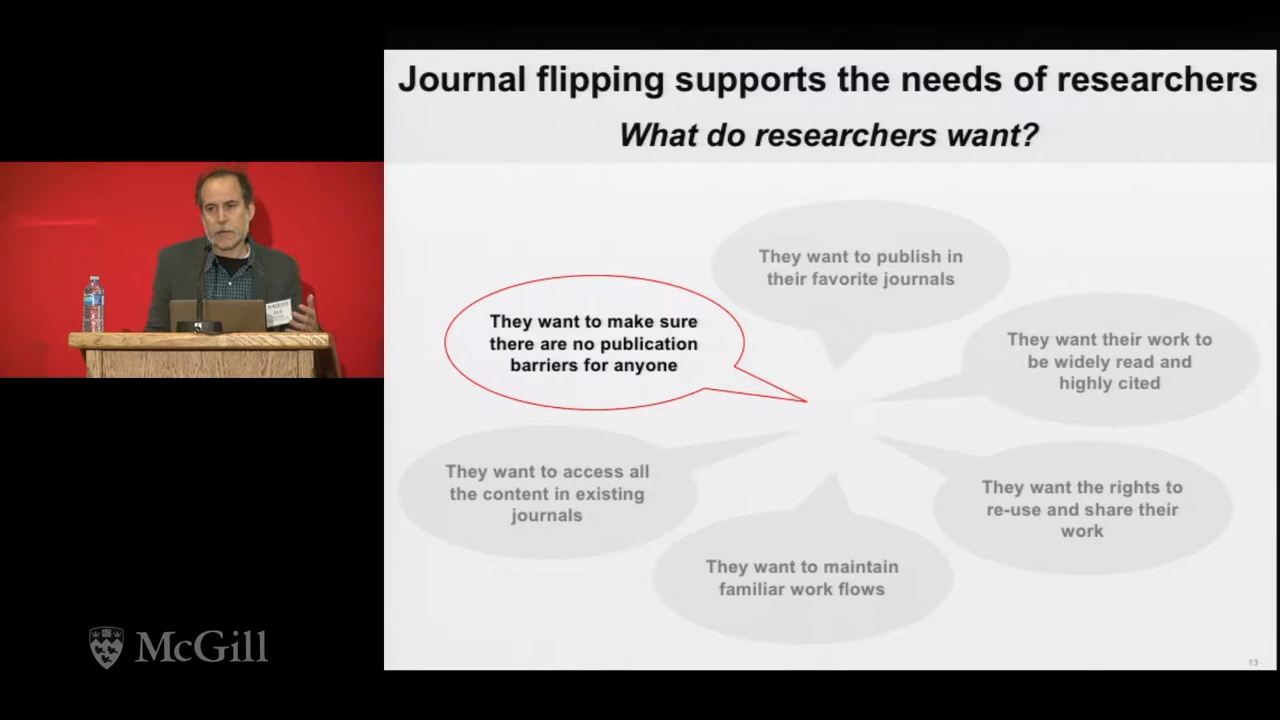 Journal flipping supports the needs of researchers
What do researchers want?
They want to publish in
their favorite journals
They want to make sure
there are no publication
barriers for anyone
They want their work to
be widely read and
highly cited
They want to access all
the content in existing
journals
They want the rights to
re-use and share their
work
They want to maintain
familiar work flows
McGill
13